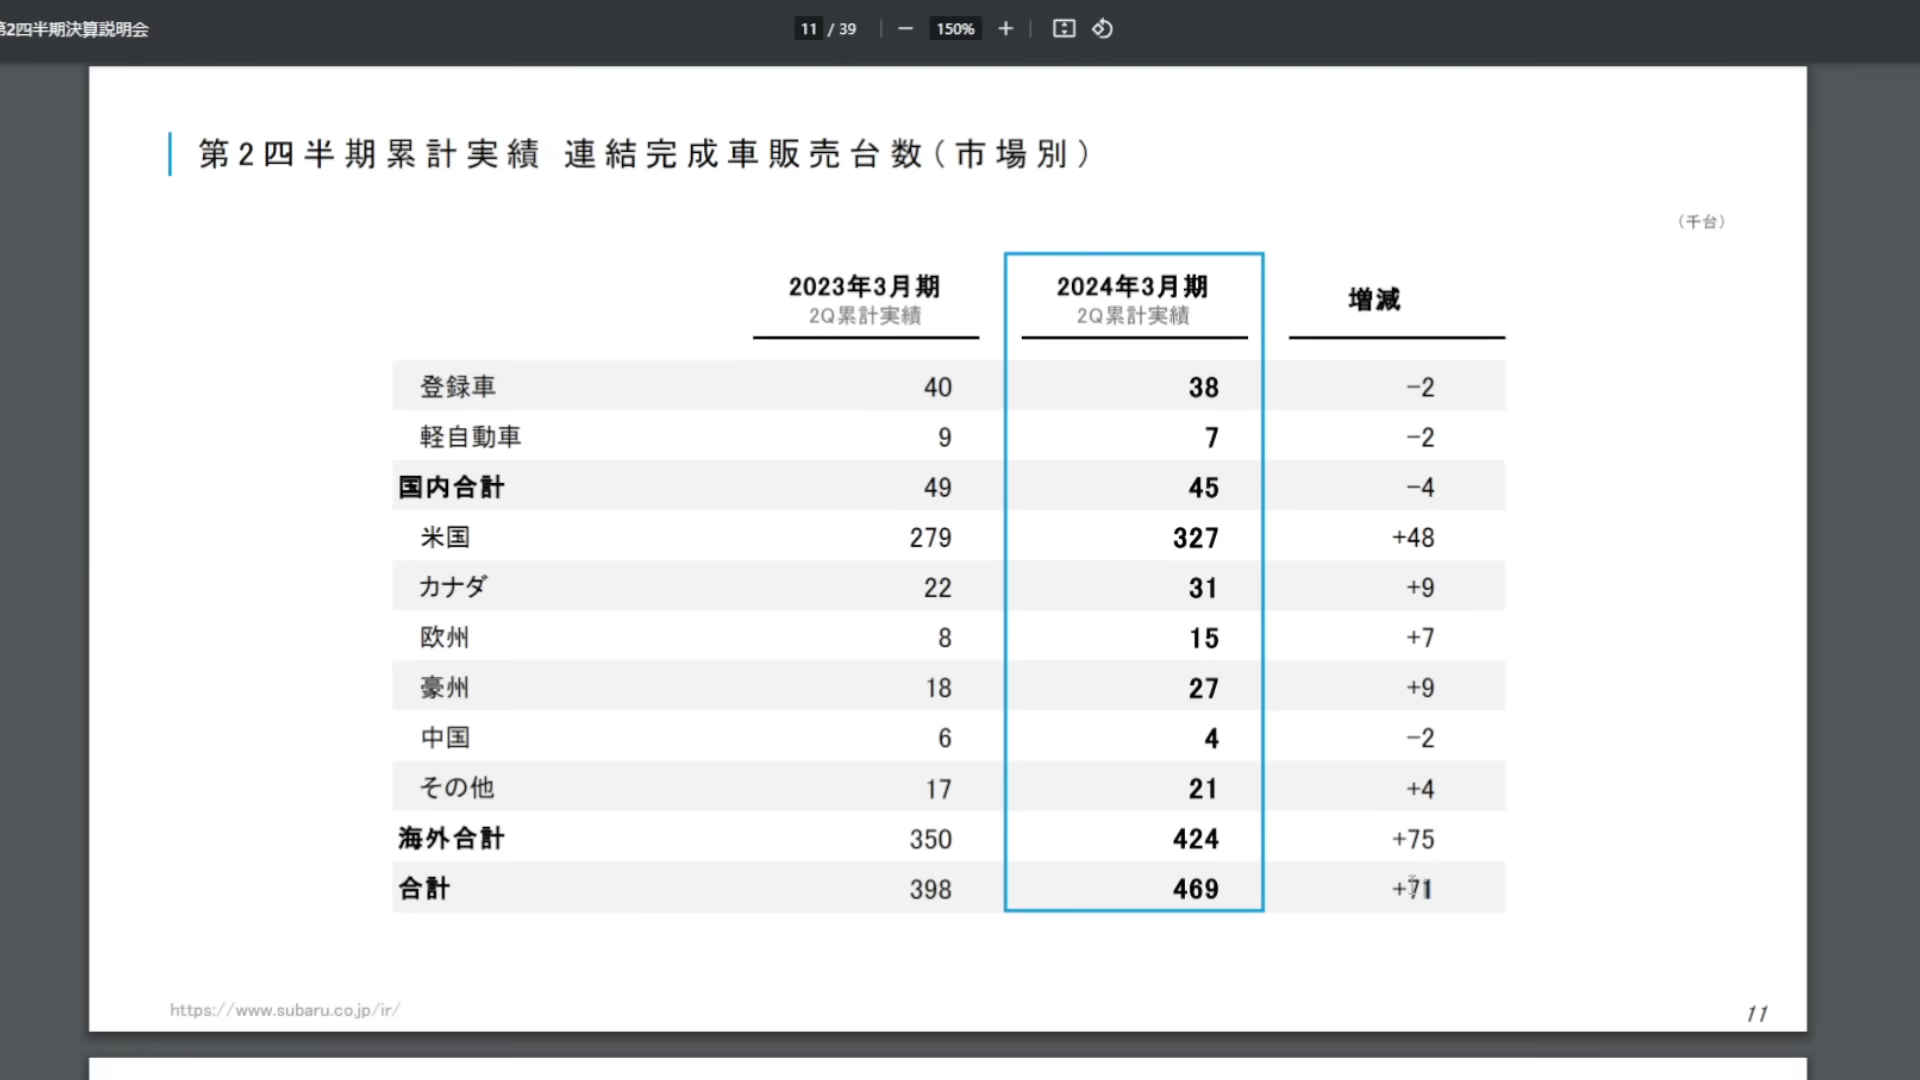 第2四半期決算説明会
11 / 39
150%
第2四半期累計実績 連結完成車販売台数(市場別)
(千台)
2023年3月期 2024年3月期 増減
2Q累計実績 2Q累計実績
登録車 40 38 -2
軽自動車 9 7 -2
国内合計 49 45 -4
米国 279 327 +48
カナダ 22 31 +9
欧州 8 15 +7
豪州 18 27 +9
中国 6 4 -2
その他 17 21 +4
海外合計 350 424 +75
合計 398 469 +71
https://www.subaru.co.jp/ir/
11